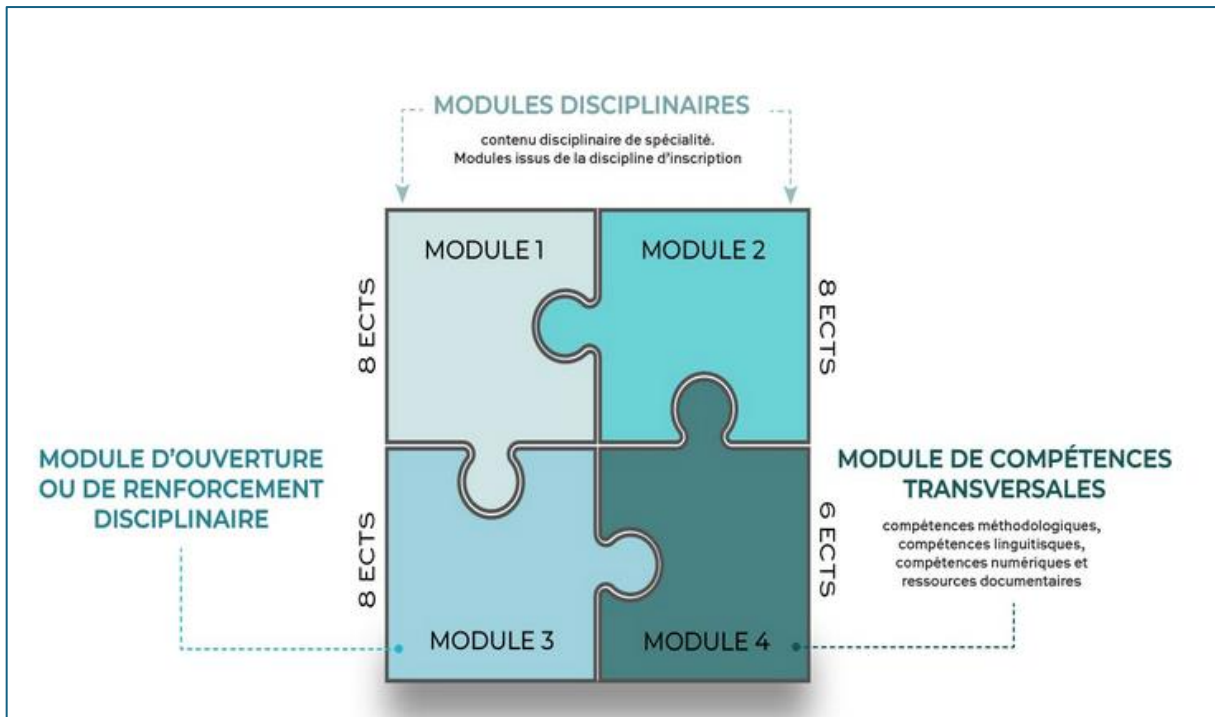 MODULES DISCIPLINAIRES
contenu disciplinaire de spécialité.
Modules issus de la discipline d'inscription
MODULE 1
MODULE 2
8 ECTS
8 ECTS
MODULE D'OUVERTURE
OU DE RENFORCEMENT
DISCIPLINAIRE
MODULE DE COMPÉTENCES
TRANSVERSALES
compétences méthodologiques,
compétences linguitisques,
compétences numériques et
ressources documentaires
8 ECTS
6 ECTS
MODULE 3
MODULE 4